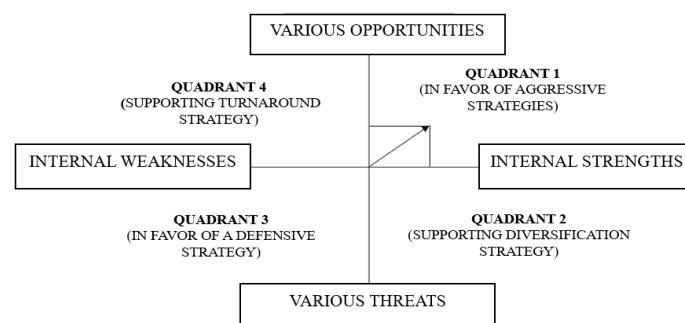 VARIOUS OPPORTUNITIES
QUADRANT 4
(SUPPORTING TURNAROUND
STRATEGY)
QUADRANT 1
(IN FAVOR OF AGGRESSIVE
STRATEGIES)
INTERNAL WEAKNESSES
INTERNAL STRENGTHS
QUADRANT 3
(IN FAVOR OF A DEFENSIVE
STRATEGY)
QUADRANT 2
(SUPPORTING DIVERSIFICATION
STRATEGY)
VARIOUS THREATS